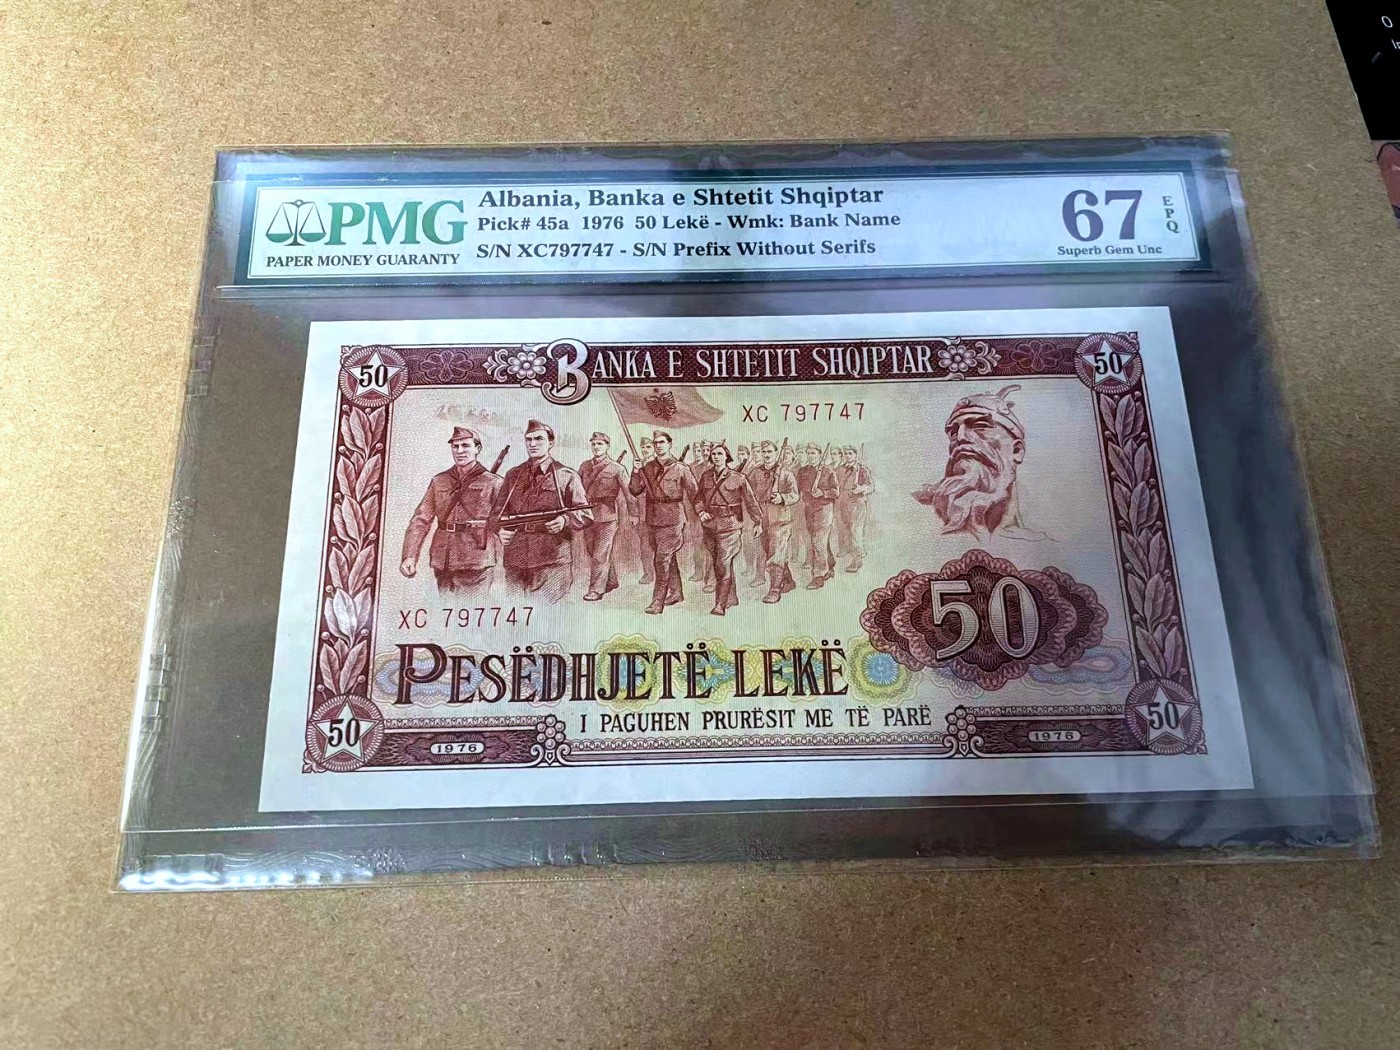 PMG
PAPER MONEY GUARANTY
Albania, Banka e Shtetit Shqiptar
Pick# 45a 1976 50 Lekë - Wmk: Bank Name
S/N XC797747 - S/N Prefix Without Serifs
67
EPQ
Superb Gem Unc
50
BANKA E SHTETIT SHQIPTAR
50
XC 797747
XC 797747
50
PESËDHJETË LEKË
I PAGUHEN PRURËSIT ME TË PARË
50
1976
1976
50